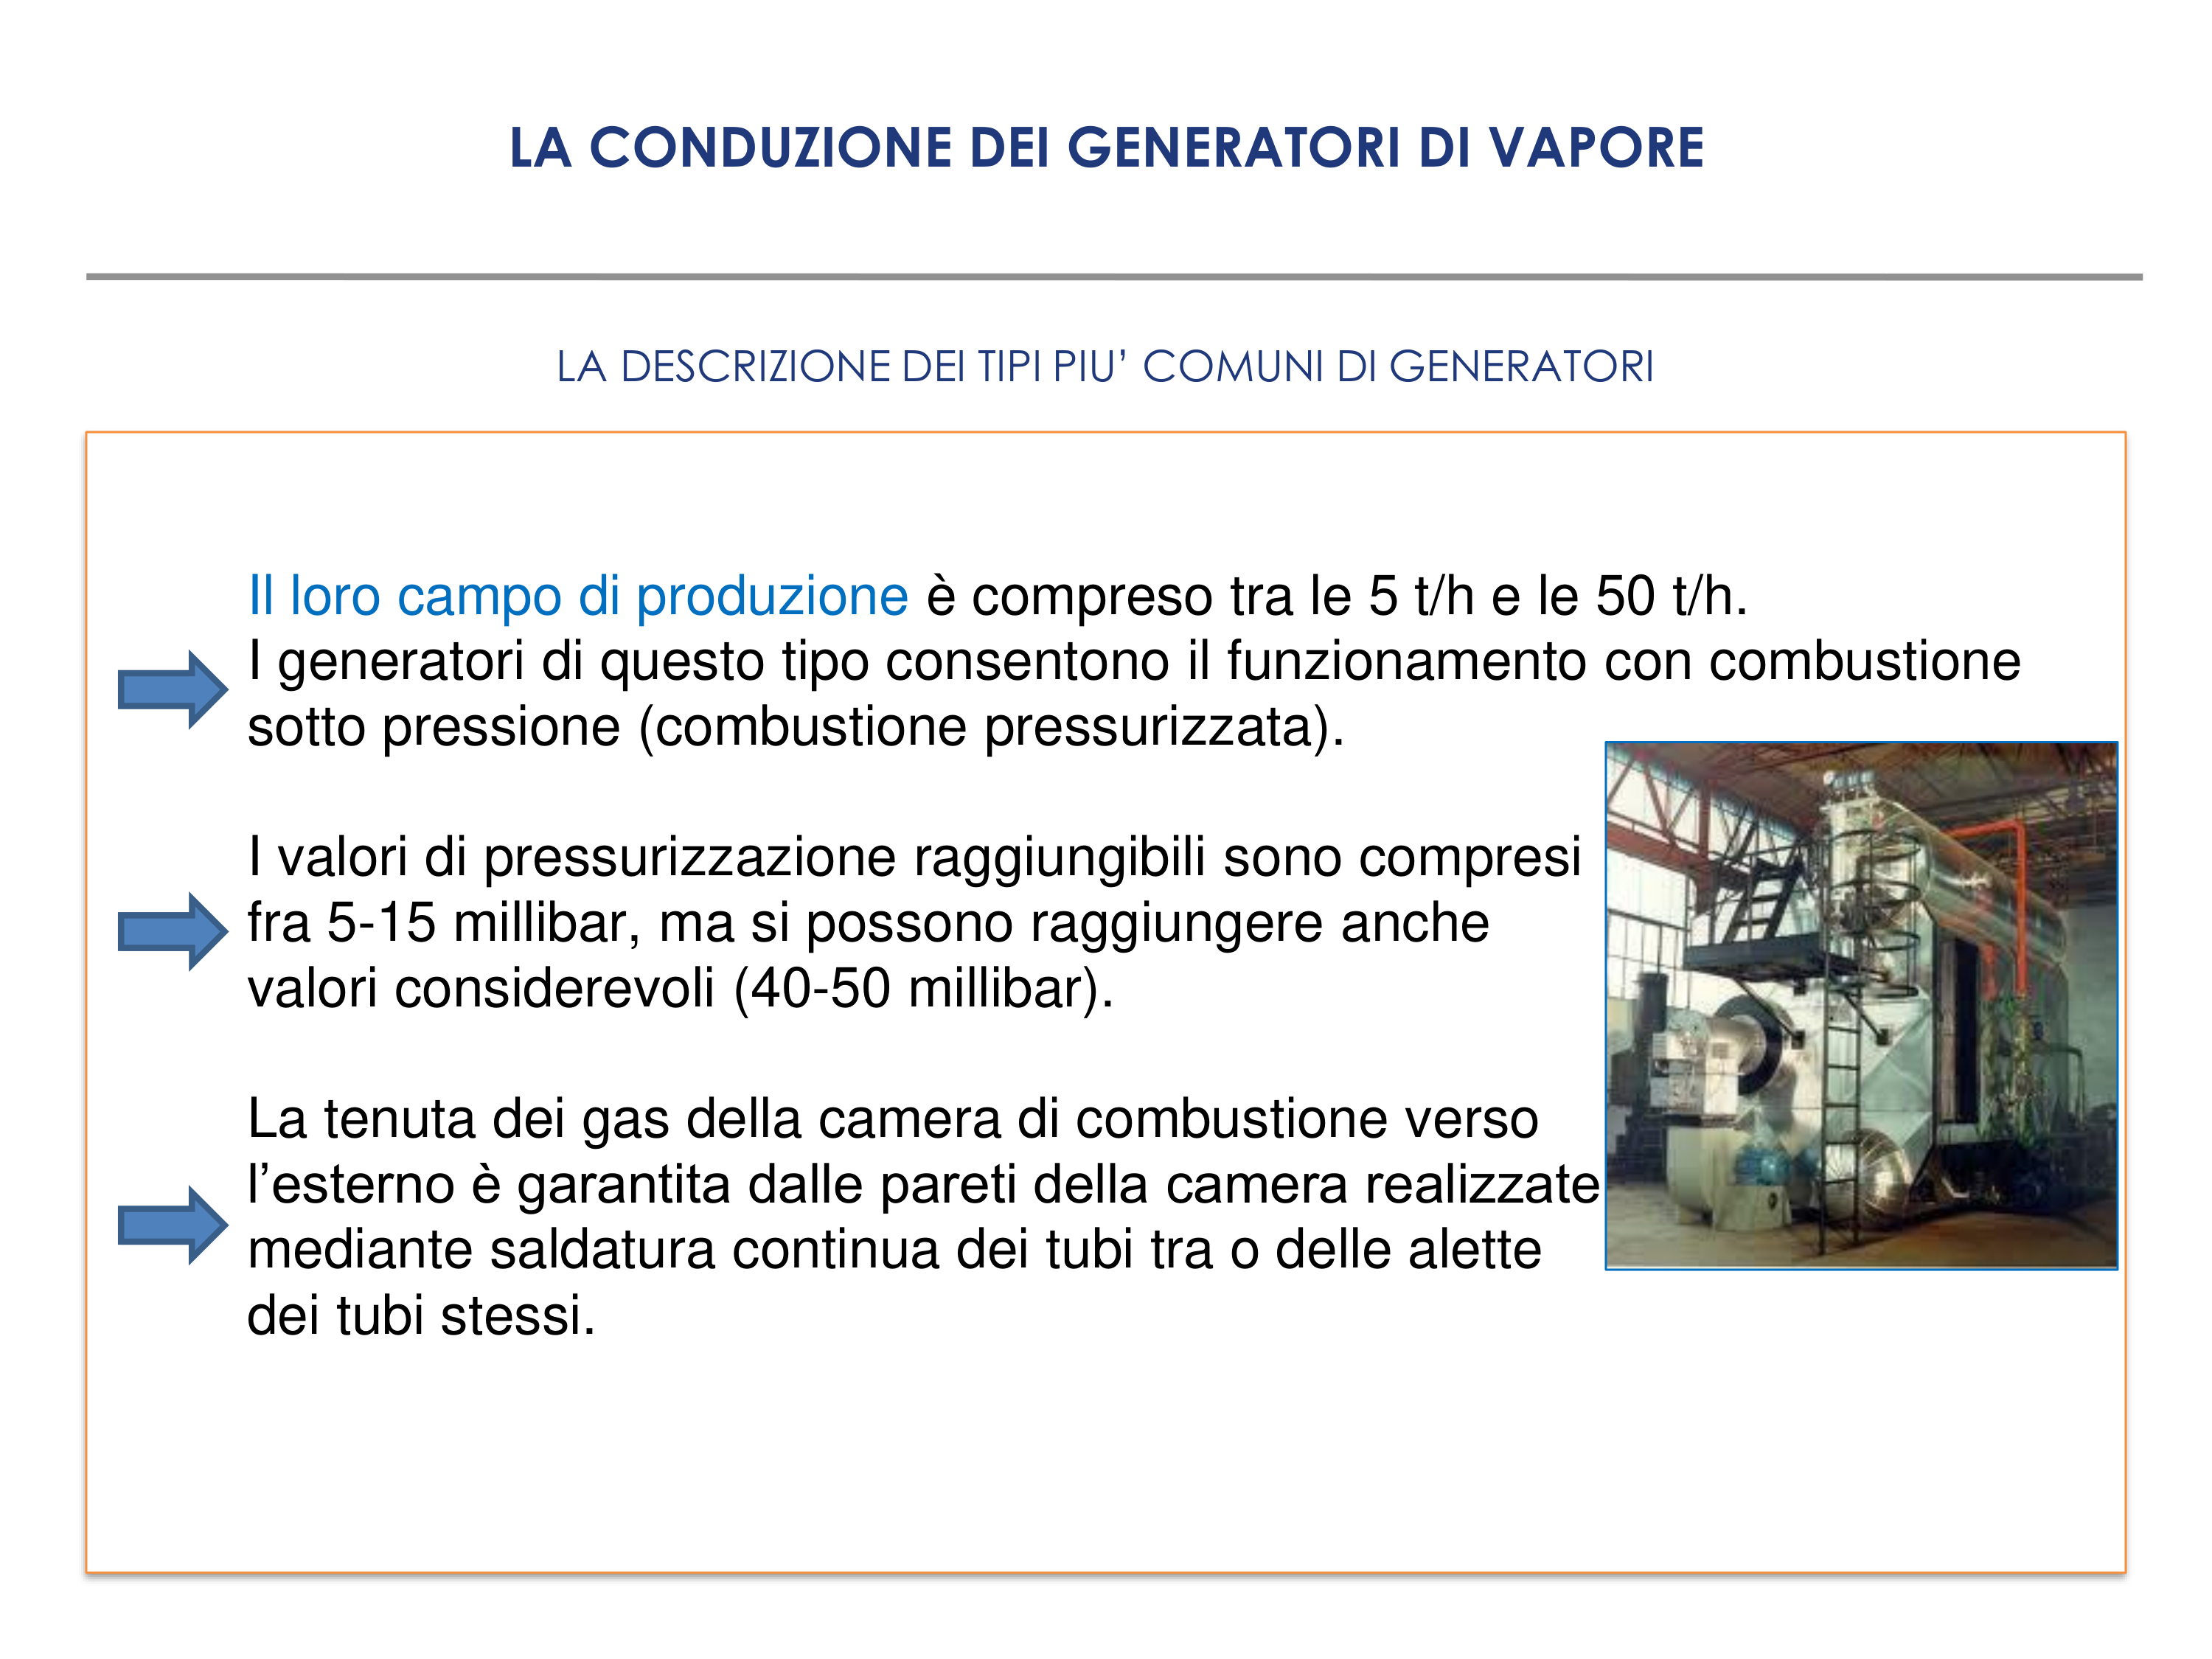 LA CONDUZIONE DEI GENERATORI DI VAPORE
LA DESCRIZIONE DEI TIPI PIU’ COMUNI DI GENERATORI
Il loro campo di produzione è compreso tra le 5 t/h e le 50 t/h.
I generatori di questo tipo consentono il funzionamento con combustione
sotto pressione (combustione pressurizzata).
I valori di pressurizzazione raggiungibili sono compresi
fra 5-15 millibar, ma si possono raggiungere anche
valori considerevoli (40-50 millibar).
La tenuta dei gas della camera di combustione verso
l’esterno è garantita dalle pareti della camera realizzate
mediante saldatura continua dei tubi tra o delle alette
dei tubi stessi.